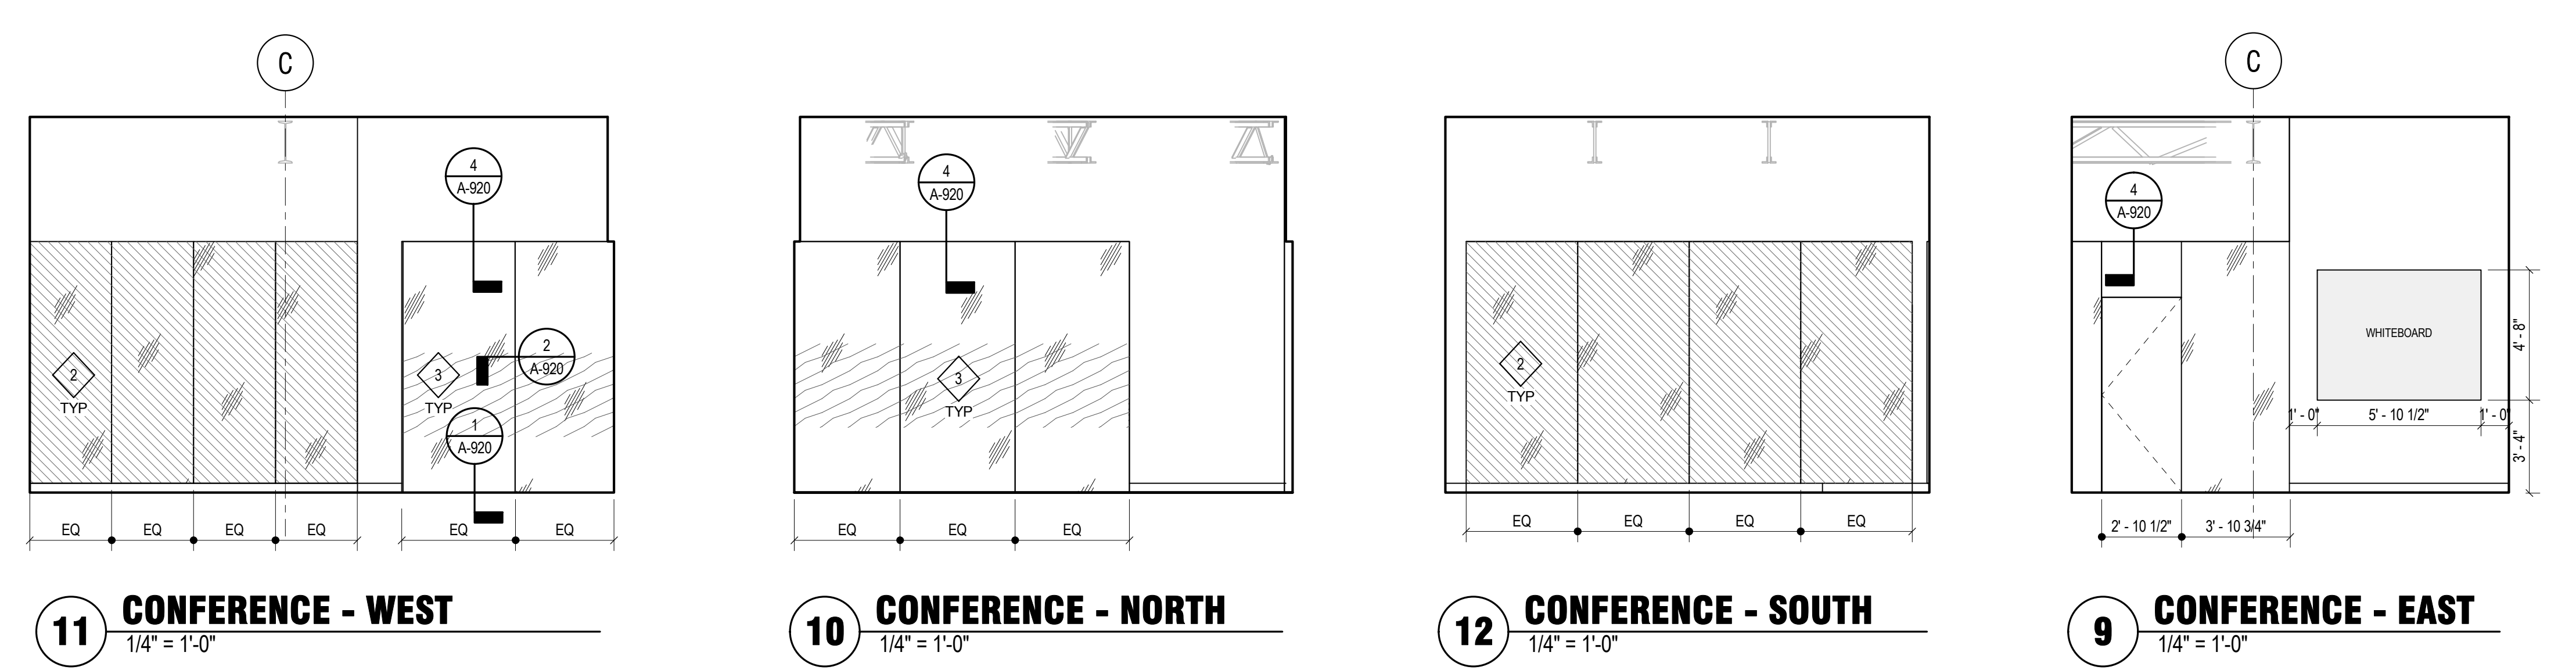 C
4
A-920
2
TYP
3
TYP
2
A-920
1
A-920
EQ
EQ
EQ
EQ
EQ
EQ
11
CONFERENCE - WEST
1/4" = 1'-0"
4
A-920
3
TYP
EQ
EQ
EQ
10
CONFERENCE - NORTH
1/4" = 1'-0"
2
TYP
EQ
EQ
EQ
EQ
12
CONFERENCE - SOUTH
1/4" = 1'-0"
C
4
A-920
WHITEBOARD
4' - 8"
1' - 0"
5' - 10 1/2"
1' - 0"
3' - 4"
2' - 10 1/2"
3' - 10 3/4"
9
CONFERENCE - EAST
1/4" = 1'-0"